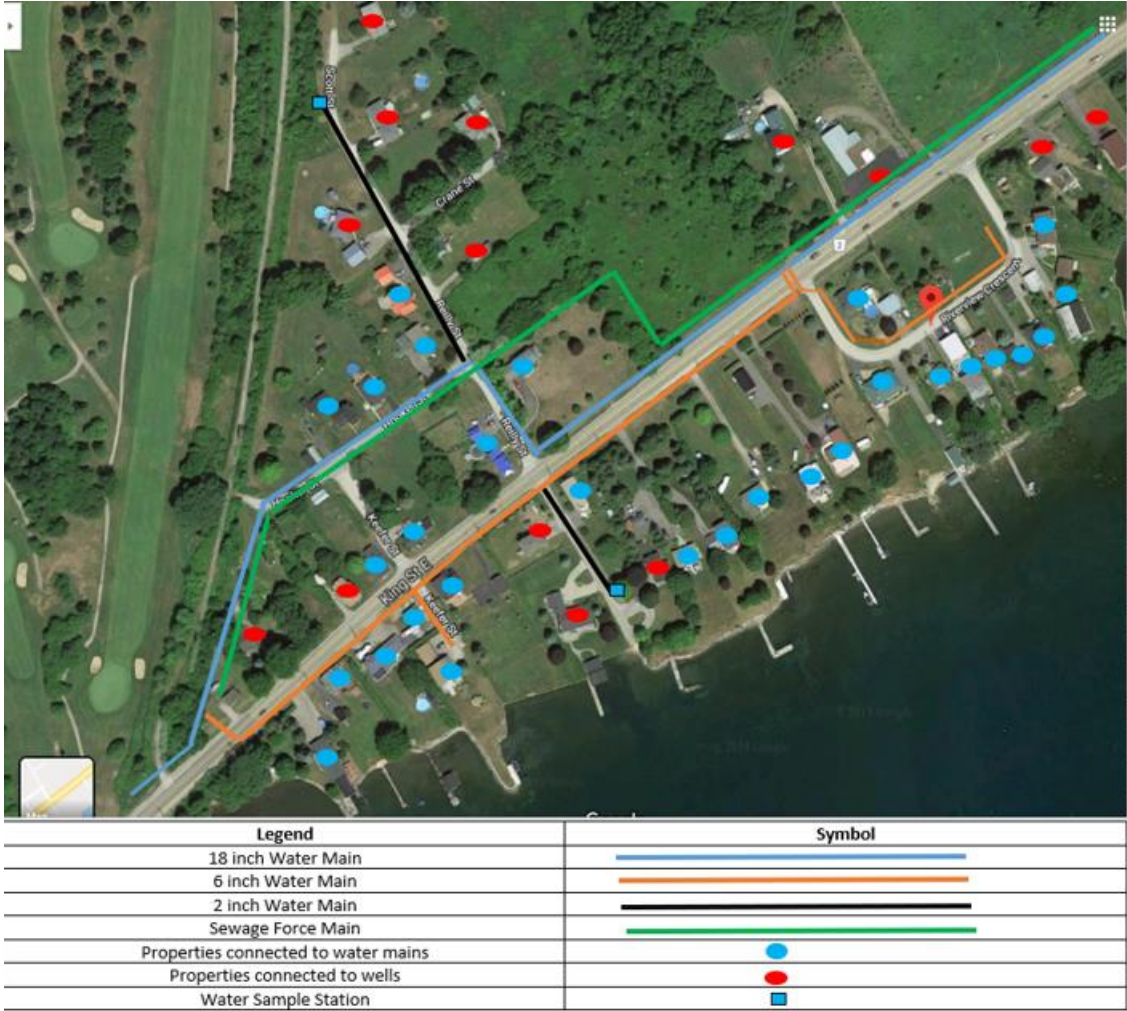 Crane St
Reilly St
2
Riverview Crescent
Reilly St
Keefer St
King St E
Keefer St
Legend Symbol
18 inch Water Main
6 inch Water Main
2 inch Water Main
Sewage Force Main
Properties connected to water mains
Properties connected to wells
Water Sample Station